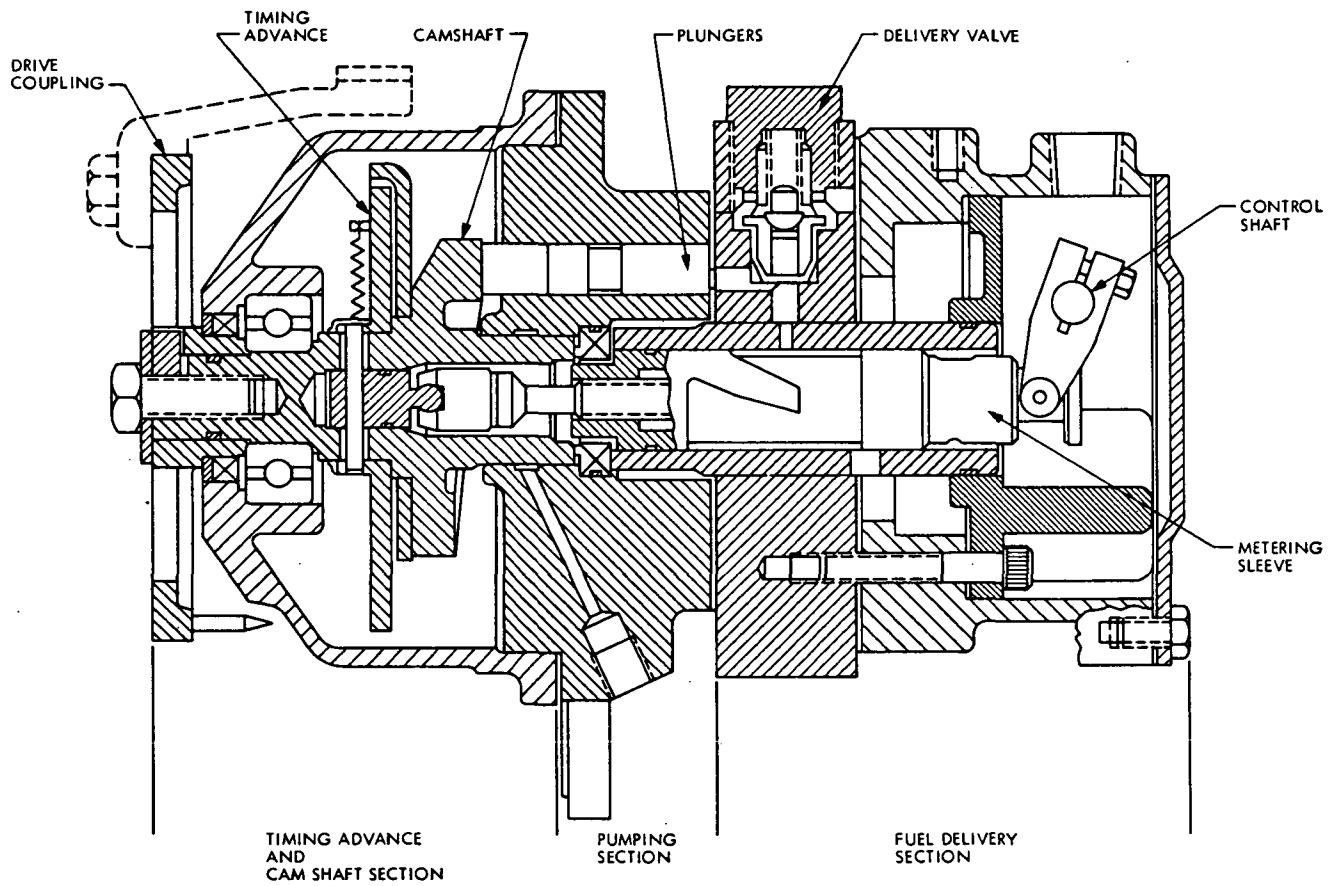 TIMING
ADVANCE
CAMSHAFT
PLUNGERS
DELIVERY VALVE
DRIVE
COUPLING
CONTROL
SHAFT
METERING
SLEEVE
TIMING ADVANCE
AND
CAM SHAFT SECTION
PUMPING
SECTION
FUEL DELIVERY
SECTION